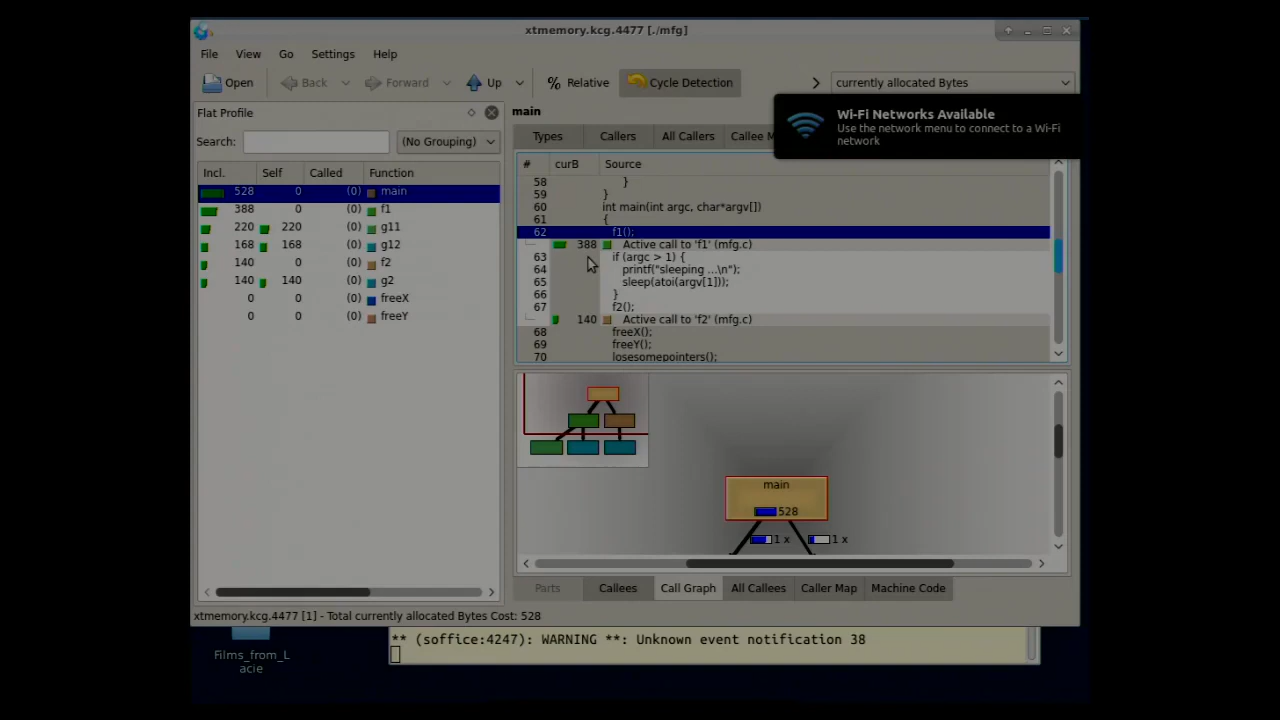 xtmemory.kcg.4477 [./mfg]
File View Go Settings Help
Open Back Forward Up % Relative Cycle Detection currently allocated Bytes
Wi-Fi Networks Available
Use the network menu to connect to a Wi-Fi
network
Flat Profile
Search: (No Grouping)
Incl. Self Called Function
528 0 (0) main
388 0 (0) f1
220 220 (0) g11
168 168 (0) g12
140 0 (0) f2
140 140 (0) g2
0 0 (0) freeX
0 0 (0) freeY
main
Types Callers All Callers Callee M
# curB Source
58 }
59 }
60 int main(int argc, char*argv[])
61 {
62 f1();
388 Active call to 'f1' (mfg.c)
63 if (argc > 1) {
64 printf("sleeping ...\n");
65 sleep(atoi(argv[1]));
66 }
67 f2();
140 Active call to 'f2' (mfg.c)
68 freeX();
69 freeY();
70 losesomepointers();
main
528
1 x 1 x
Parts Callees Call Graph All Callees Caller Map Machine Code
xtmemory.kcg.4477 [1] - Total currently allocated Bytes Cost: 528
** (soffice:4247): WARNING **: Unknown event notification 38
Films_from_L
acie